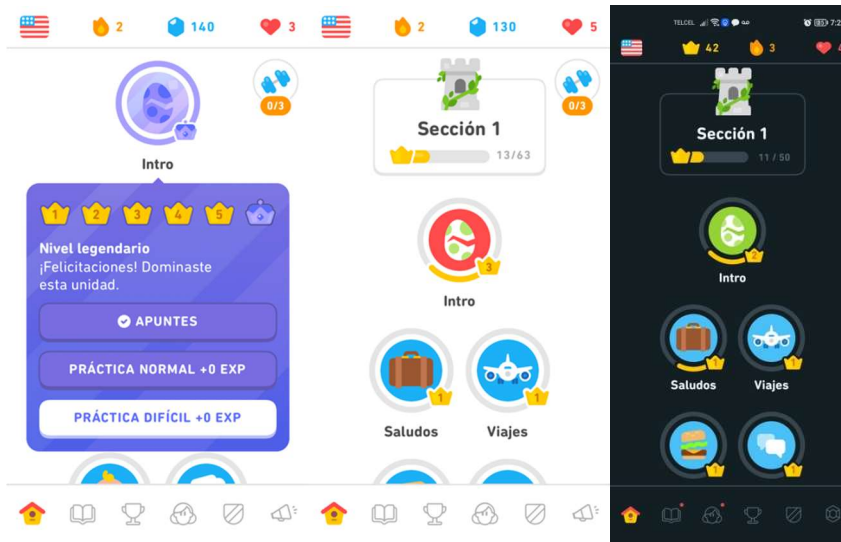 2
140
3
0/3
Intro
1 2 3 4 5
Nivel legendario
¡Felicitaciones! Dominaste
esta unidad.
APUNTES
PRÁCTICA NORMAL +0 EXP
PRÁCTICA DIFÍCIL +0 EXP
2
130
5
0/3
Sección 1
13/63
3
Intro
1
1
Saludos
Viajes
TELCEL
7:2
42
3
Sección 1
11 / 50
2
Intro
1
1
Saludos
Viajes
1
1